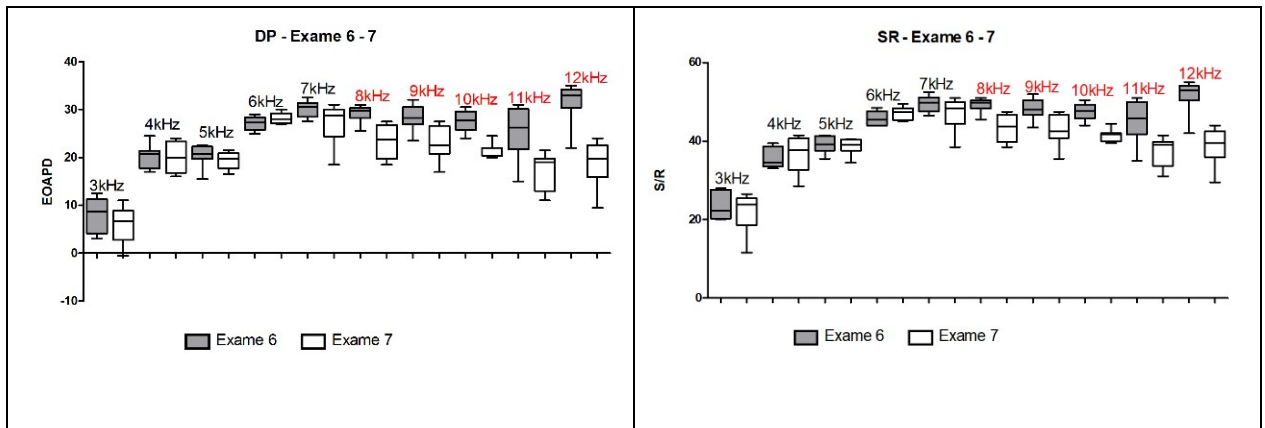 DP - Exame 6 - 7
40
30
20
10
0
-10
EOAPD
3kHz
4kHz
5kHz
6kHz
7kHz
8kHz
9kHz
10kHz
11kHz
12kHz
Exame 6
Exame 7
SR - Exame 6 - 7
60
40
20
0
S/R
3kHz
4kHz
5kHz
6kHz
7kHz
8kHz
9kHz
10kHz
11kHz
12kHz
Exame 6
Exame 7